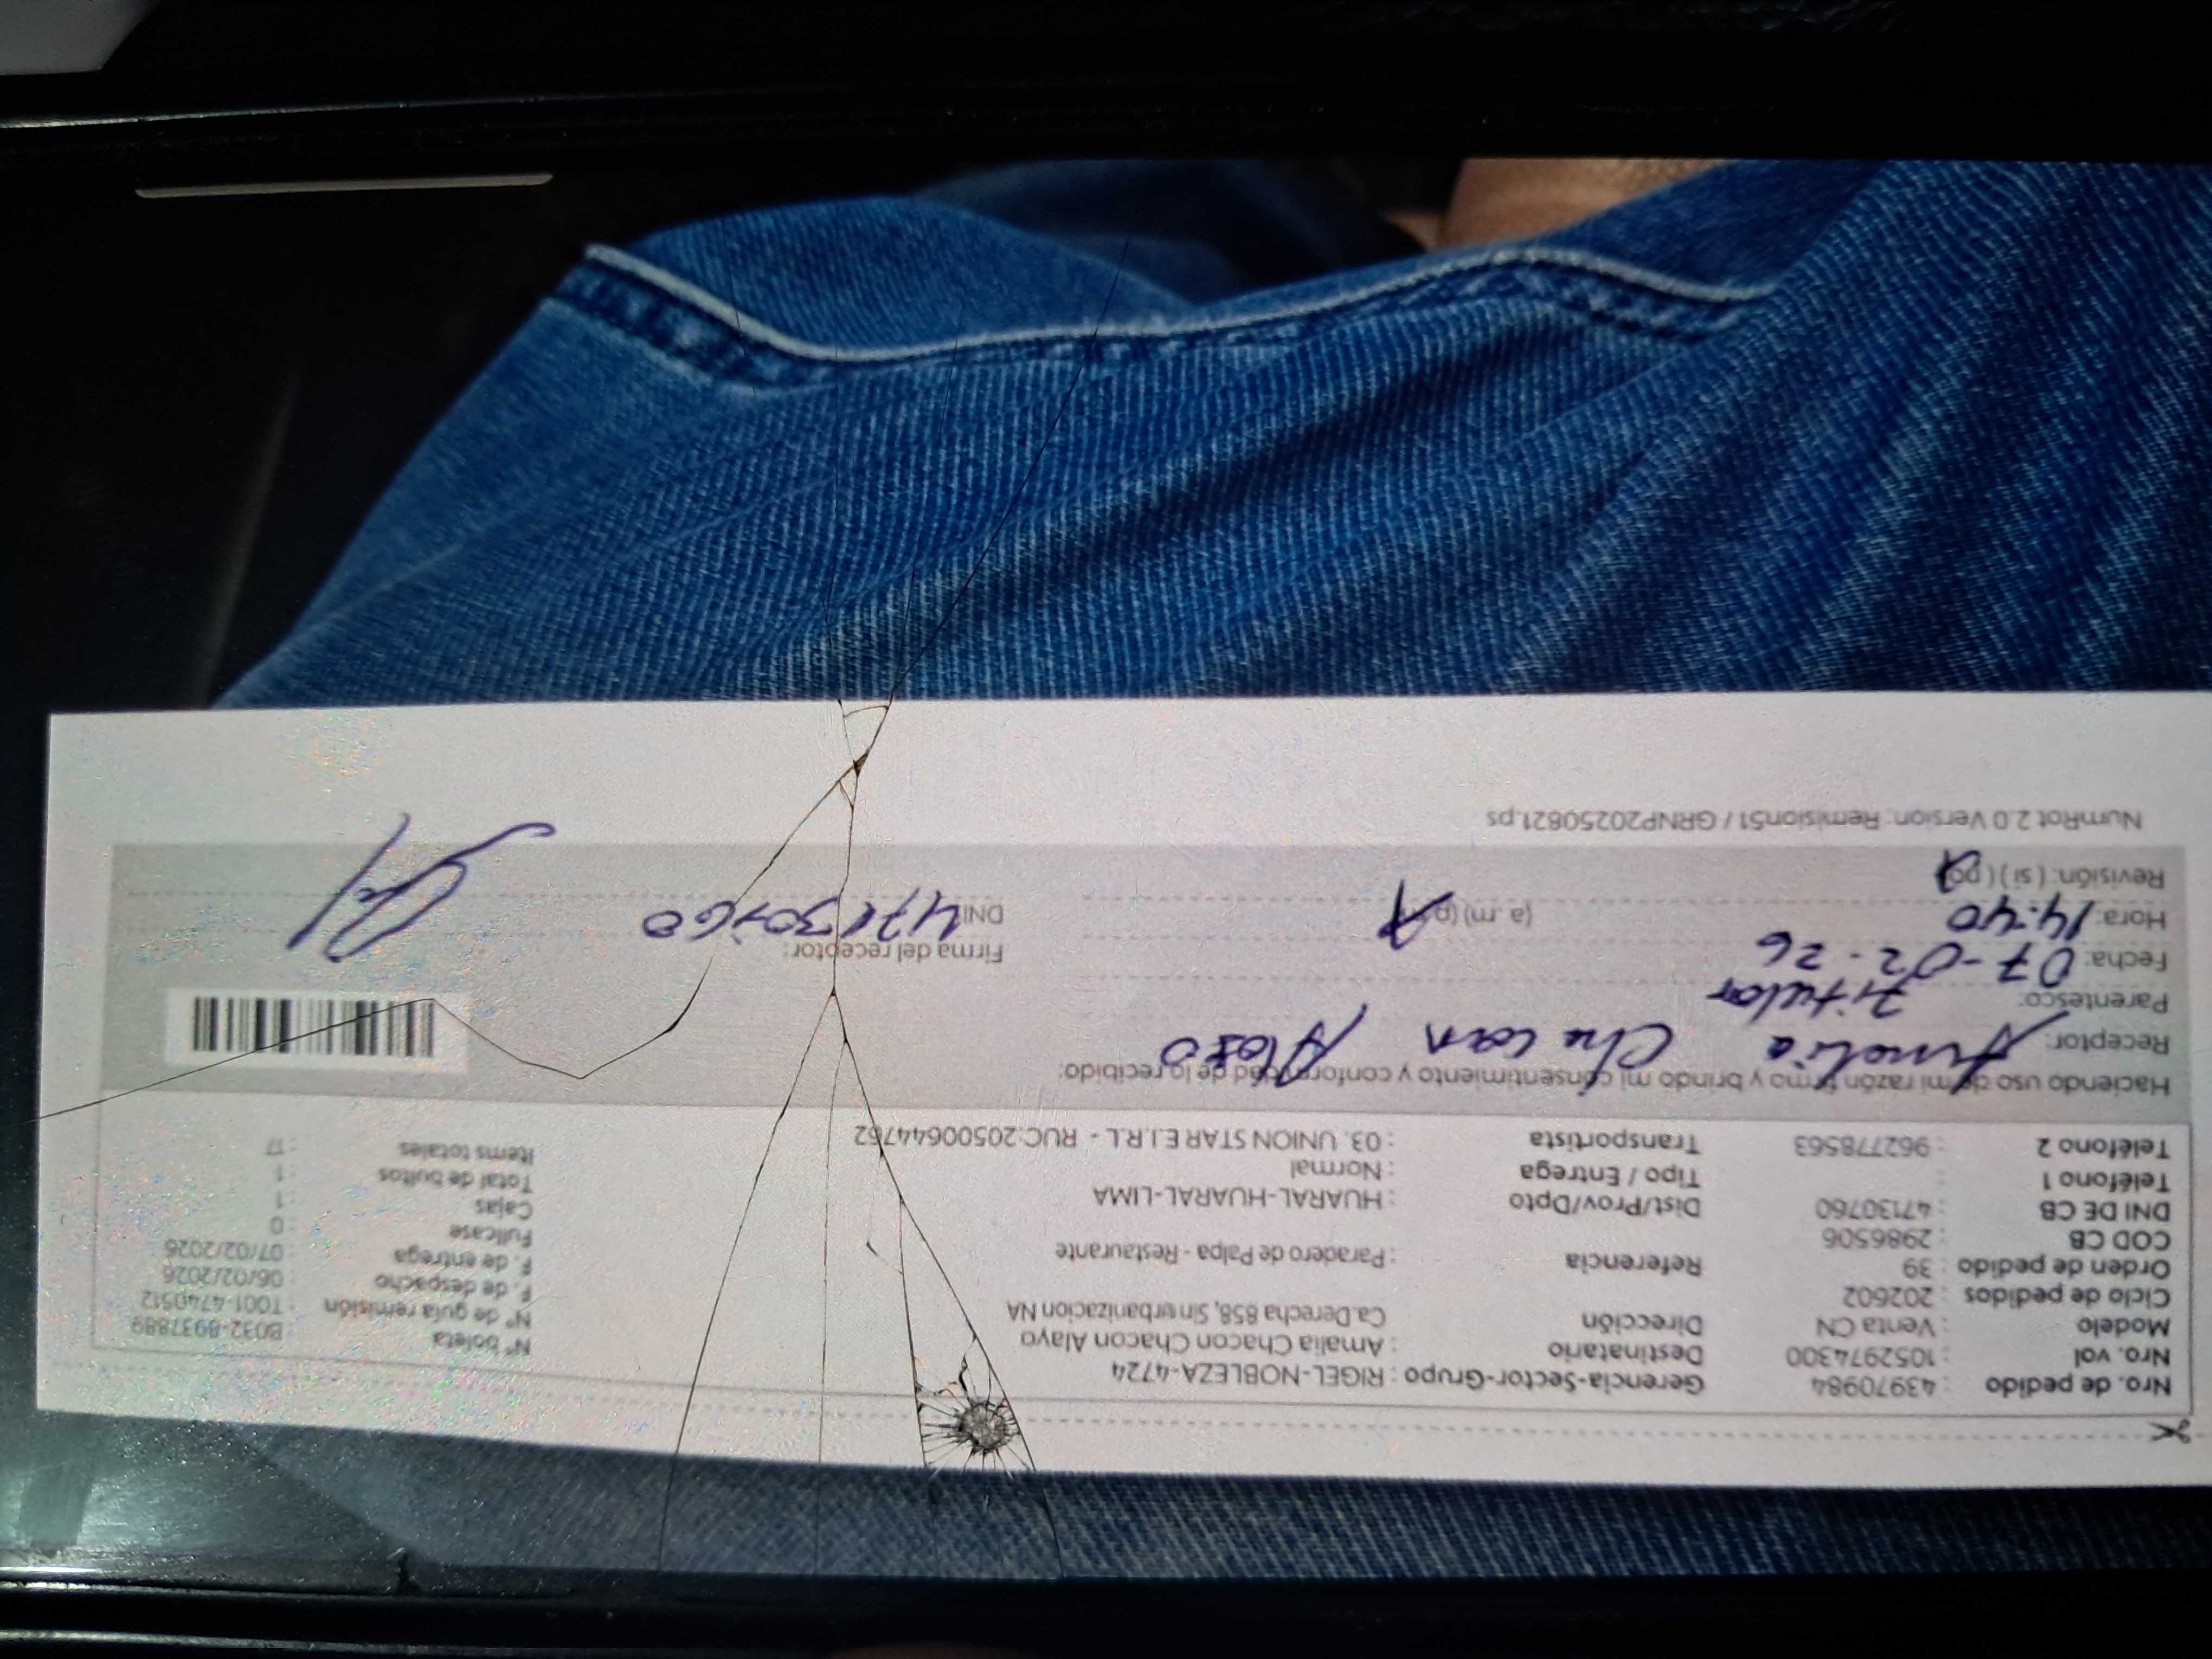 Nro. de pedido : 43970984 Gerencia-Sector-Grupo : RIGEL-NOBLEZA-4724 N° boleta : B032-8937889
Nro. vol : 1052974300 Destinatario : Amalia Chacon Chacon Alayo N° de guía remisión : T001-4740512
Modelo : Venta CN Dirección Ca.Derecha 858, Sin urbanizacion NA F. de despacho : 06/02/2026
Ciclo de pedidos : 202602 F. de entrega : 07/02/2026
Orden de pedido : 39 Referencia : Paradero de Palpa - Restaurante Fullcase : 0
COD CB : 2986506 Cajas : 1
DNI DE CB : 47130760 Dist/Prov/Dpto : HUARAL-HUARAL-LIMA Total de bultos : 1
Teléfono 1 : Tipo / Entrega : Normal Items totales : 17
Teléfono 2 : 962778563 Transportista : 03. UNION STAR E.I.R.L - RUC:20500644762
Haciendo uso de mi razón firmo y brindo mi consentimiento y conformidad de lo recibido:
Receptor: Amalia
Parentesco: Titular
Fecha: 07-02-26 Firma del receptor:
Hora: 14:40 (a.m) DNI
Revisión: ( si )
NumRot 2.0 Version: Remision51 / GRNP20250821.ps